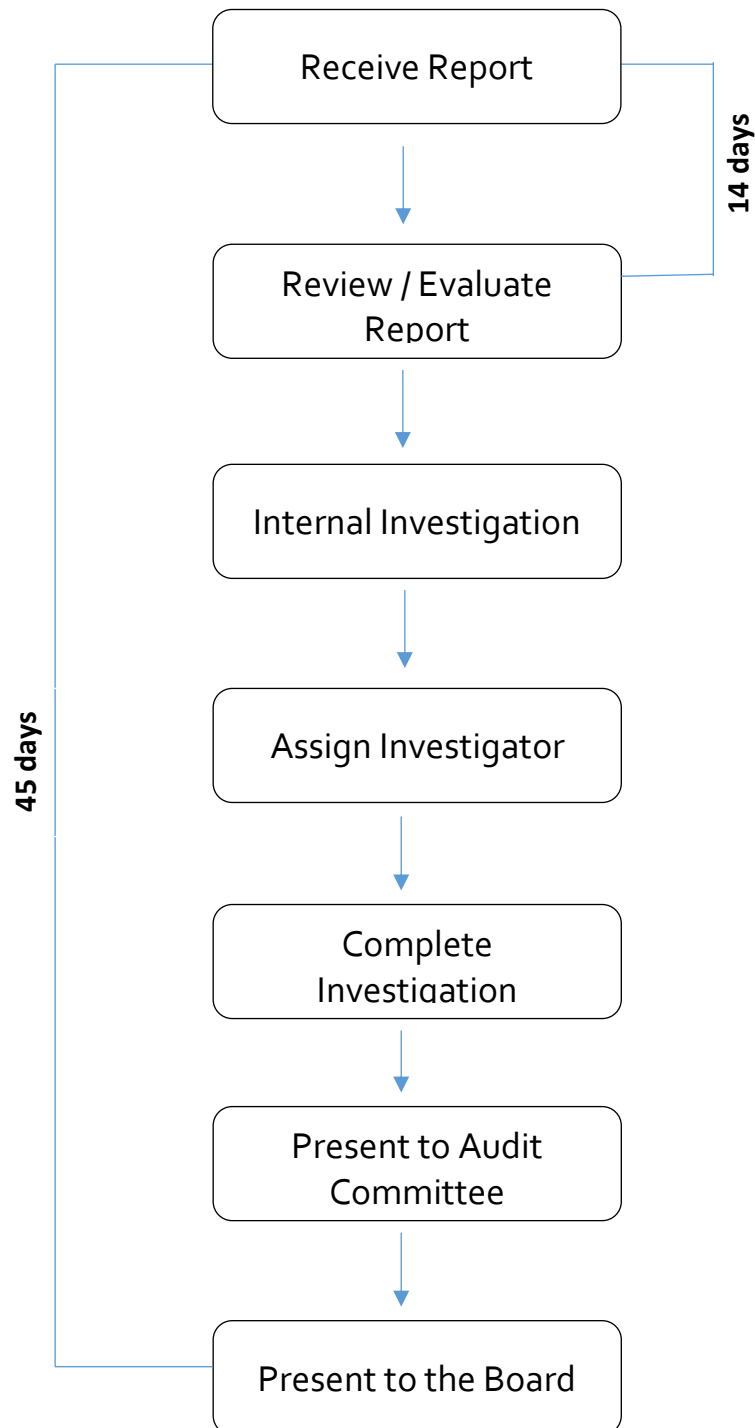 Receive Report
14 days
Review / Evaluate
Report
Internal Investigation
Assign Investigator
45 days
Complete
Investigation
Present to Audit
Committee
Present to the Board